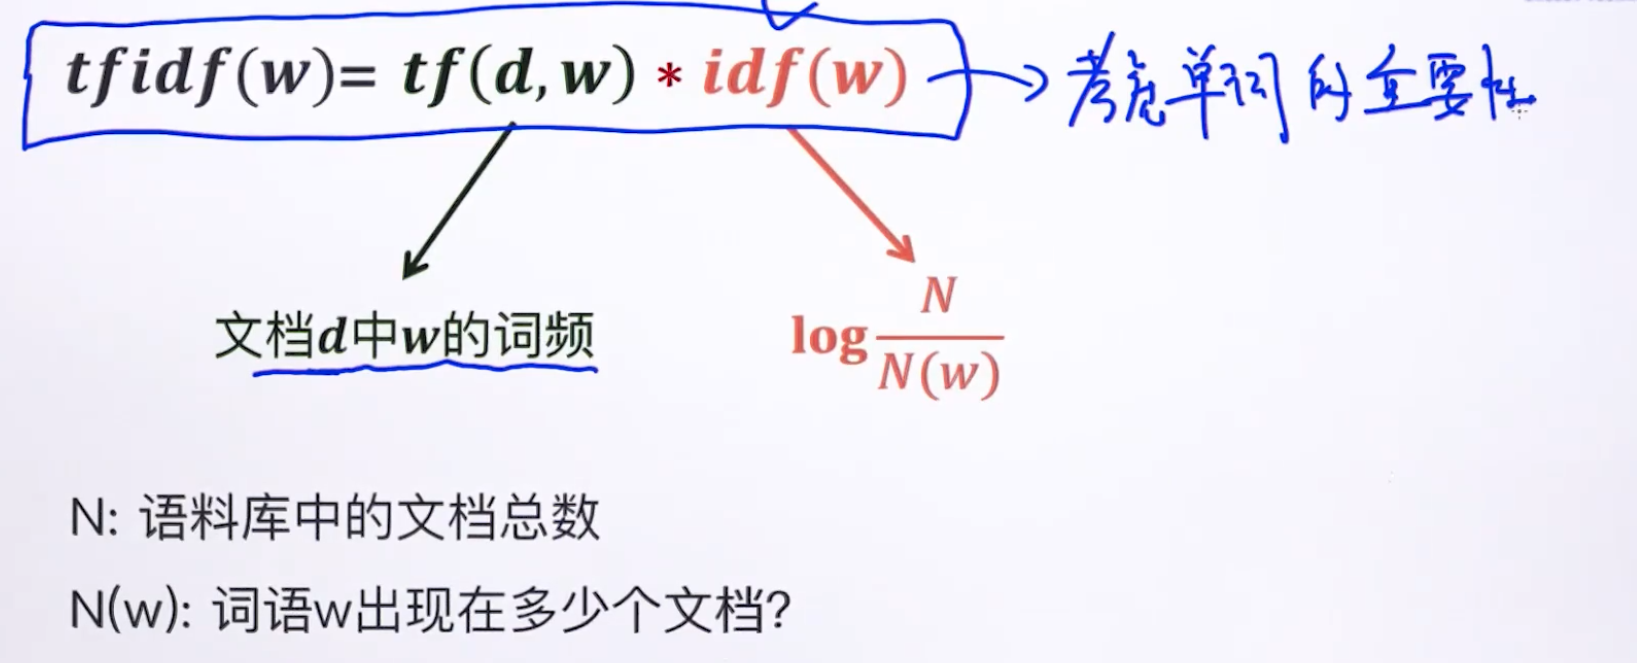 tfidf(w)= tf(d,w) * idf(w) → 考虑单词的重要性
文档d中w的词频
log N/N(w)
N: 语料库中的文档总数
N(w): 词语w出现在多少个文档?